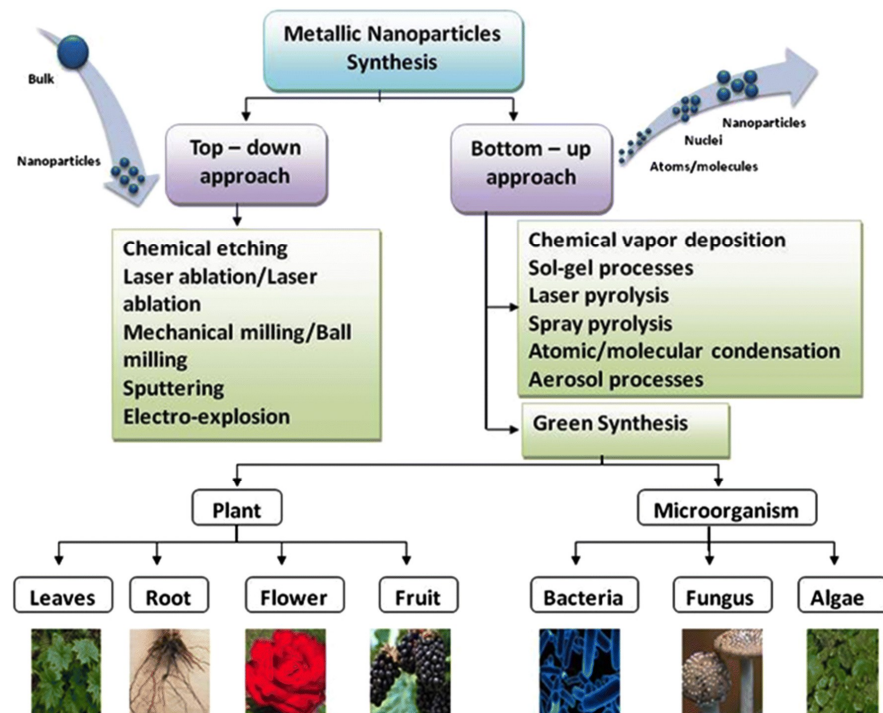 Metallic Nanoparticles
Synthesis
Bulk
Nanoparticles
Nanoparticles
Nuclei
Atoms/molecules
Top – down
approach
Bottom – up
approach
Chemical etching
Laser ablation/Laser
ablation
Mechanical milling/Ball
milling
Sputtering
Electro-explosion
Chemical vapor deposition
Sol-gel processes
Laser pyrolysis
Spray pyrolysis
Atomic/molecular condensation
Aerosol processes
Green Synthesis
Plant
Microorganism
Leaves
Root
Flower
Fruit
Bacteria
Fungus
Algae